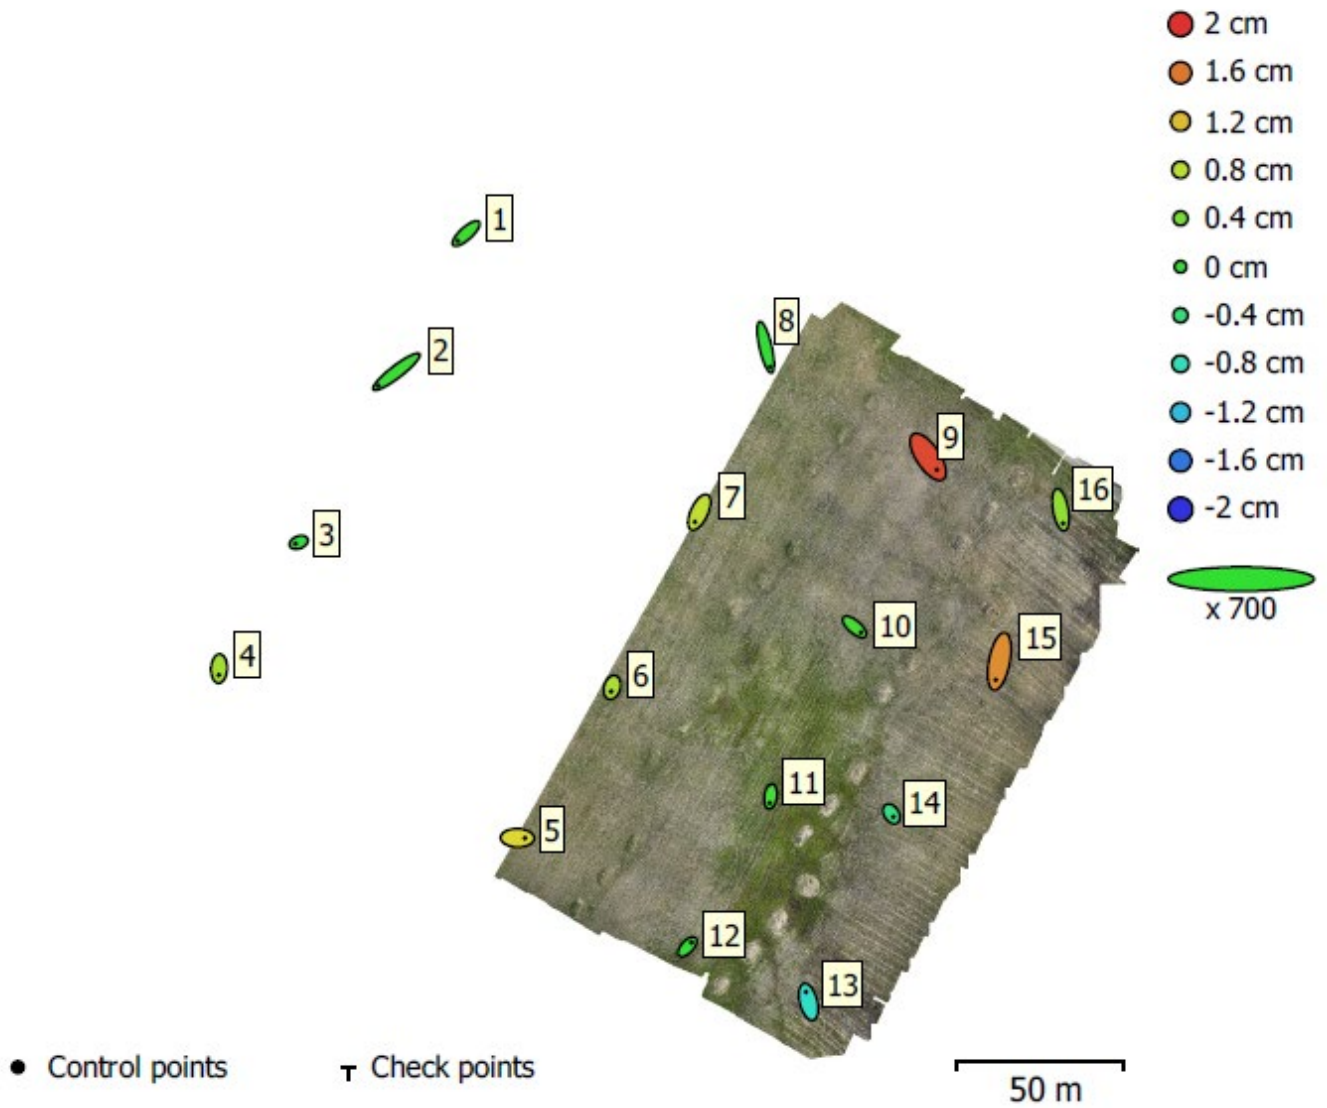 2 cm
1.6 cm
1.2 cm
0.8 cm
0.4 cm
0 cm
-0.4 cm
-0.8 cm
-1.2 cm
-1.6 cm
-2 cm
x 700
1
2
3
4
5
6
7
8
9
10
11
12
13
14
15
16
Control points
Check points
50 m